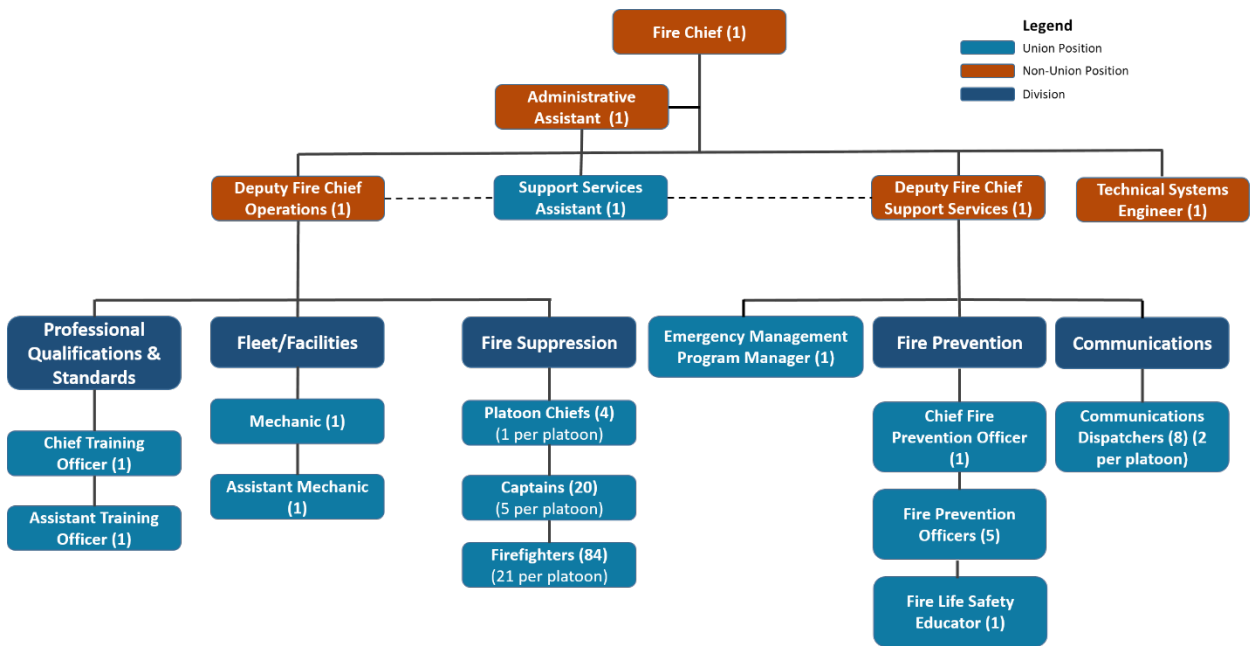 Fire Chief (1)
Legend
Union Position
Non-Union Position
Division
Administrative
Assistant (1)
Deputy Fire Chief
Operations (1)
Support Services
Assistant (1)
Deputy Fire Chief
Support Services (1)
Technical Systems
Engineer (1)
Professional
Qualifications &
Standards
Fleet/Facilities
Fire Suppression
Emergency Management
Program Manager (1)
Fire Prevention
Communications
Chief Training
Officer (1)
Assistant Training
Officer (1)
Mechanic (1)
Assistant Mechanic
(1)
Platoon Chiefs (4)
(1 per platoon)
Captains (20)
(5 per platoon)
Firefighters (84)
(21 per platoon)
Chief Fire
Prevention Officer
(1)
Fire Prevention
Officers (5)
Fire Life Safety
Educator (1)
Communications
Dispatchers (8) (2
per platoon)